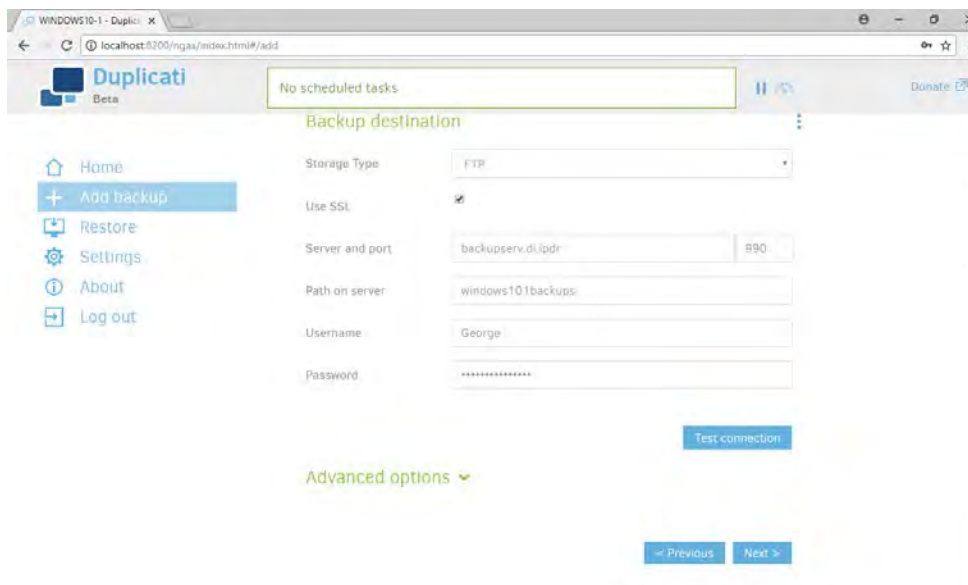 WINDOWS10-1 - Duplic
localhost:8200/ngax/index.html#/add
Duplicati
Beta
No scheduled tasks
Donate
Backup destination
Home
Storage Type FTP
Add backup
Use SSL
Restore
Server and port 990
Settings
About
Path on server windows101backups
Log out
Username George
Password ***************
Test connection
Advanced options
< Previous Next >